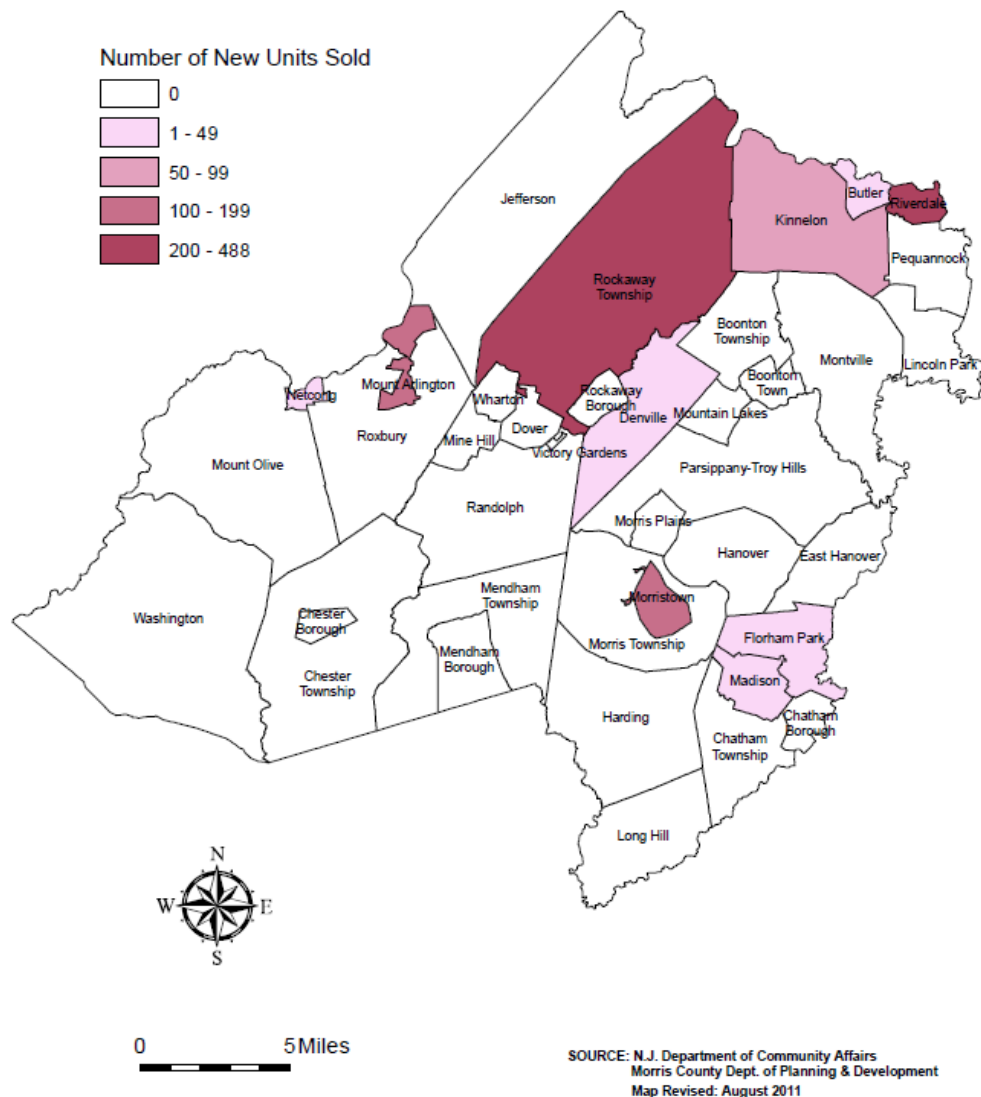 Number of New Units Sold
0
1 - 49
50 - 99
100 - 199
200 - 488
Jefferson
Butler
Riverdale
Kinnelon
Pequannock
Rockaway
Township
Boonton
Township
Montville
Lincoln Park
Boonton
Town
Mount Arlington
Netcong
Wharton
Rockaway
Borough
Denville
Mountain Lakes
Roxbury
Dover
Mine Hill
Victory Gardens
Mount Olive
Parsippany-Troy Hills
Randolph
Morris Plains
Hanover
East Hanover
Mendham
Township
Morristown
Washington
Chester
Borough
Morris Township
Florham Park
Mendham
Borough
Chester
Township
Madison
Harding
Chatham
Borough
Chatham
Township
Long Hill
N
W
E
S
0
5 Miles
SOURCE: N.J. Department of Community Affairs
Morris County Dept. of Planning & Development
Map Revised: August 2011